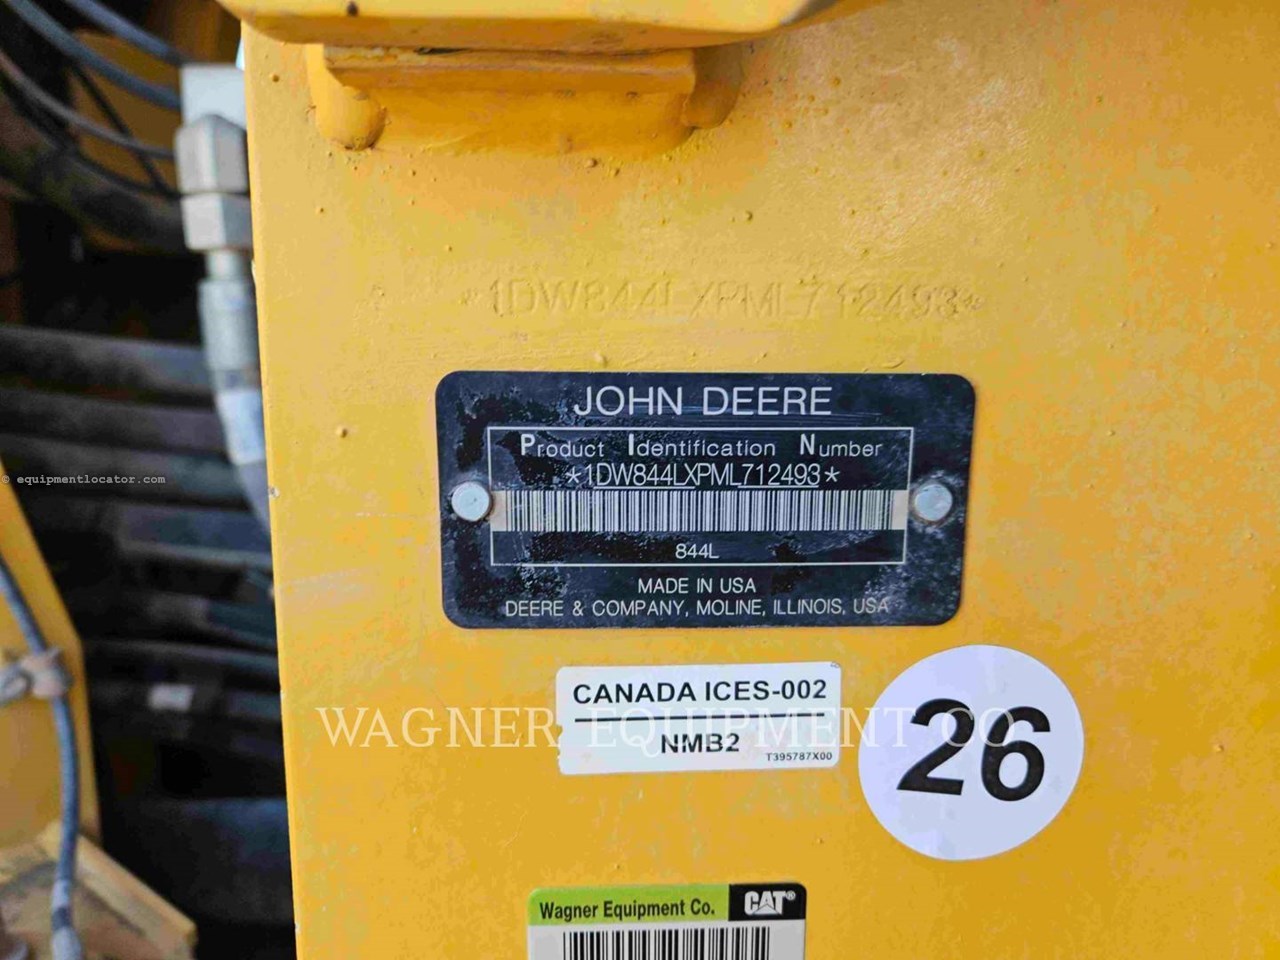 *1DW844LXPML712493*
JOHN DEERE
Product Identification Number
*1DW844LXPML712493*
844L
MADE IN USA
DEERE & COMPANY, MOLINE, ILLINOIS, USA
© equipmentlocator.com
CANADA ICES-002
WAGNER EQUIPMENT CO
NMB2
T395787X00
26
Wagner Equipment Co. CAT®